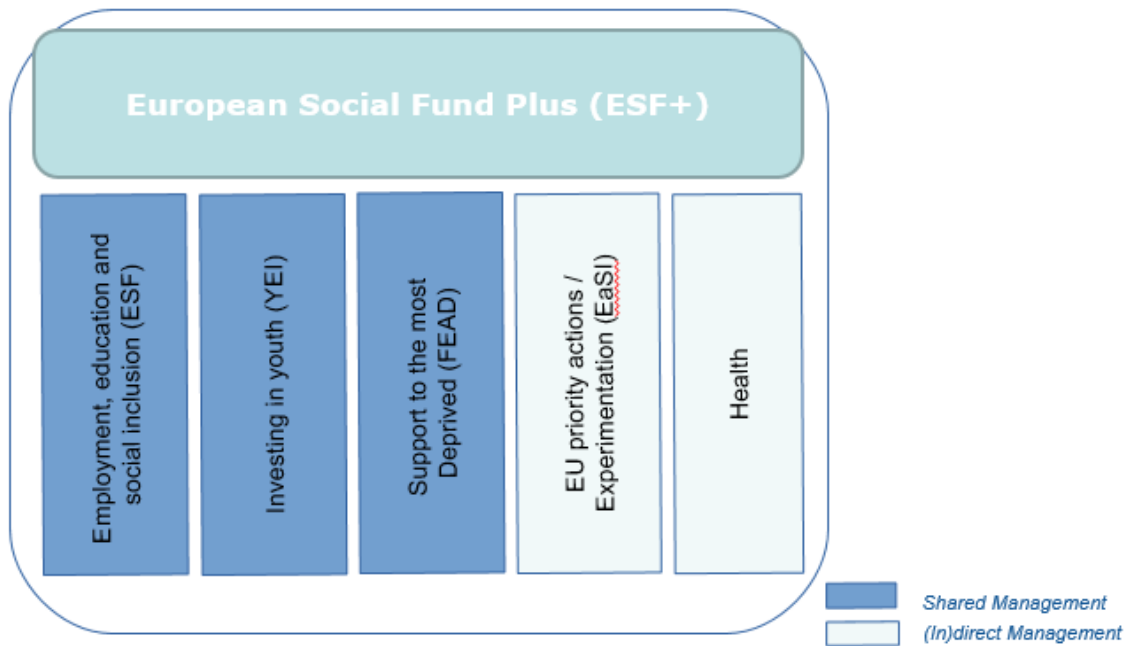 European Social Fund Plus (ESF+)
Employment, education and
social inclusion (ESF)
Investing in youth (YEI)
Support to the most
Deprived (FEAD)
EU priority actions /
Experimentation (EaSI)
Health
Shared Management
(In)direct Management